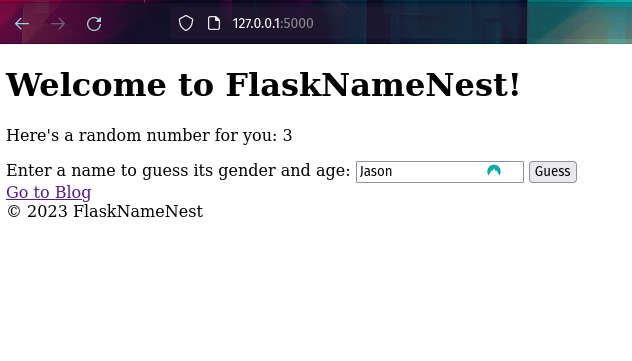 127.0.0.1:5000
Welcome to FlaskNameNest!
Here's a random number for you: 3
Enter a name to guess its gender and age: Jason Guess
Go to Blog
© 2023 FlaskNameNest